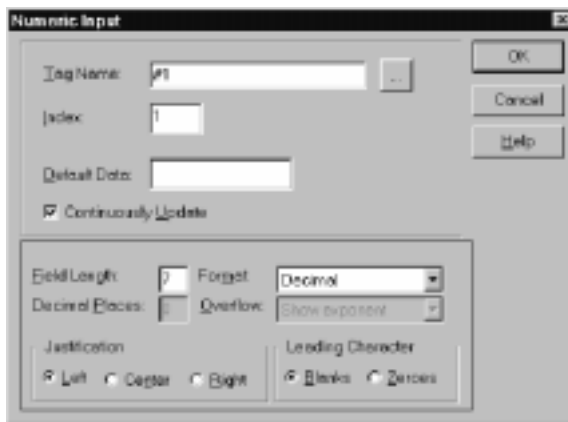 Numeric Input
Tag Name: #1 ...
OK
Index: 1
Cancel
Help
Default Data:
Continuously Update
Field Length: 7 Format: Decimal
Decimal Places: Overflow: Show exponent
Justification
Left Center Right
Leading Character
Blanks Zeroes